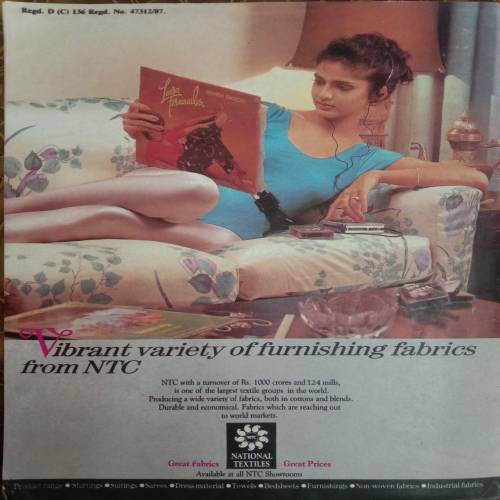 Regd. D (C) 136 Regd. No. 47312/87.
Luisa
Fernandez
Vibrant variety of furnishing fabrics
from NTC
NTC with a turnover of Rs. 1000 crores and 124 mills,
is one of the largest textile groups in the world.
Producing a wide variety of fabrics, both in cottons and blends.
Durable and economical. Fabrics which are reaching out
to world markets.
NTC
NATIONAL
TEXTILES
Great Fabrics Great Prices
Available at all NTC Showrooms
Product range • Shirtings • Suitings • Sarees • Dress material • Towels • Bedsheets • Furnishings • Non-woven fabrics • Industrial fabrics